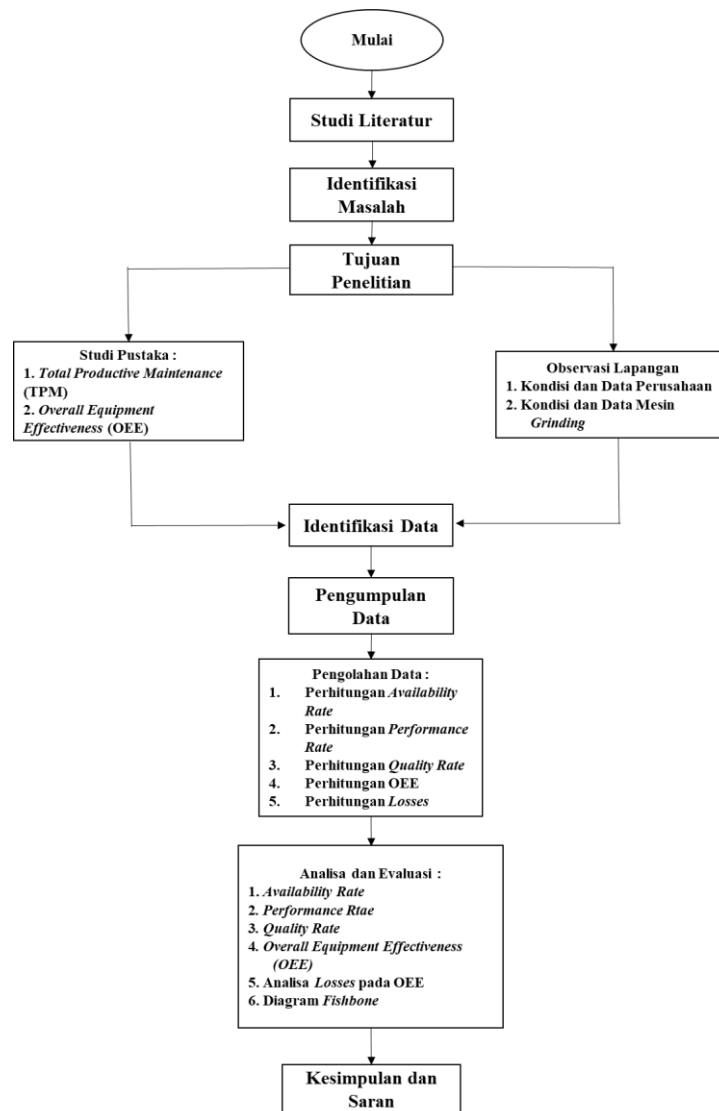 Mulai
Studi Literatur
Identifikasi
Masalah
Tujuan
Penelitian
Studi Pustaka :
1. Total Productive Maintenance
(TPM)
2. Overall Equipment
Effectiveness (OEE)
Observasi Lapangan
1. Kondisi dan Data Perusahaan
2. Kondisi dan Data Mesin
Grinding
Identifikasi Data
Pengumpulan
Data
Pengolahan Data :
1. Perhitungan Availability
Rate
2. Perhitungan Performance
Rate
3. Perhitungan Quality Rate
4. Perhitungan OEE
5. Perhitungan Losses
Analisa dan Evaluasi :
1. Availability Rate
2. Performance Rtae
3. Quality Rate
4. Overall Equipment Effectiveness
(OEE)
5. Analisa Losses pada OEE
6. Diagram Fishbone
Kesimpulan dan
Saran